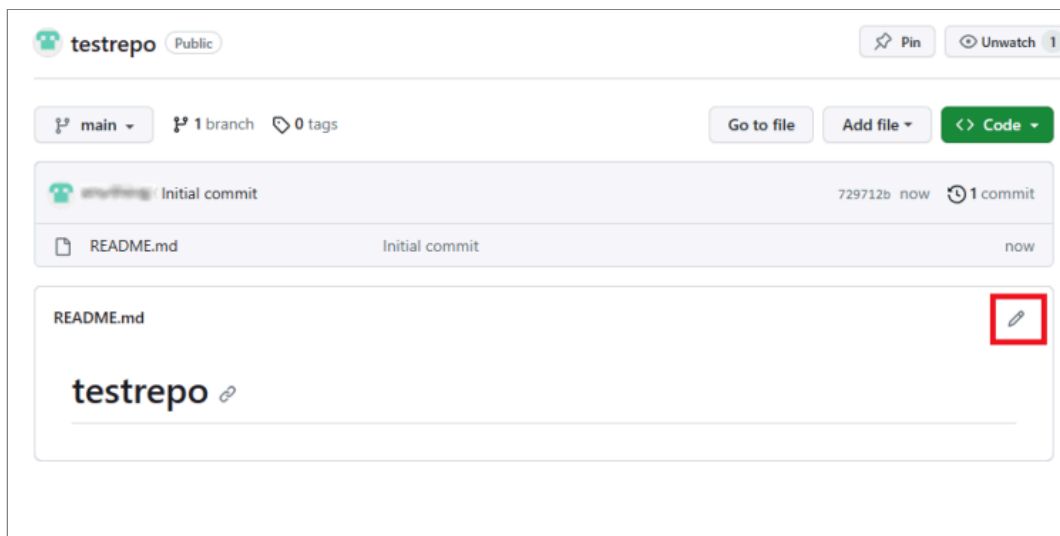 testrepo Public Pin Unwatch 1
main 1 branch 0 tags Go to file Add file <> Code
Initial commit 729712b now 1 commit
README.md Initial commit now
README.md
testrepo